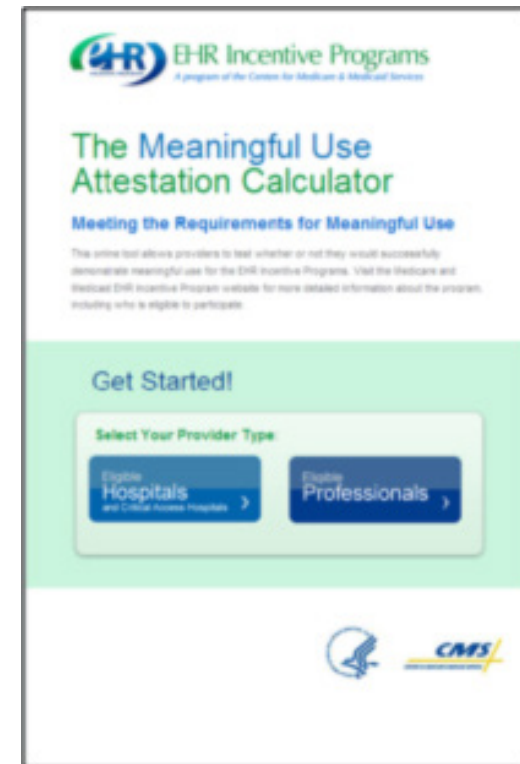 EHR EHR Incentive Programs
A program of the Centers for Medicare & Medicaid Services
The Meaningful Use
Attestation Calculator
Meeting the Requirements for Meaningful Use
This online tool allows providers to test whether or not they would successfully
demonstrate meaningful use for the EHR Incentive Programs. Visit the Medicare and
Medicaid EHR Incentive Program website for more detailed information about the program,
including who is eligible to participate.
Get Started!
Select Your Provider Type:
Eligible
Hospitals
and Critical Access Hospitals
Eligible
Professionals
CMS